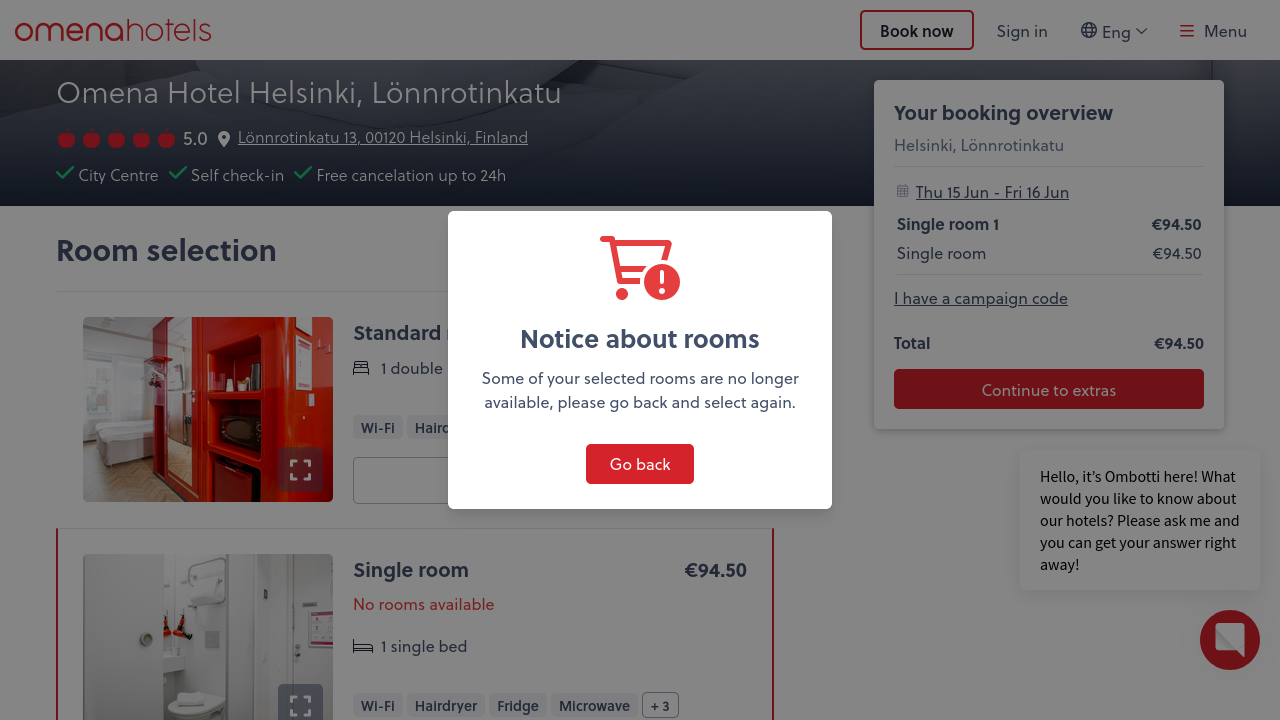 omenahotels
Book now
Sign in
Eng
Menu
Omena Hotel Helsinki, Lönnrotinkatu
5.0
Lönnrotinkatu 13, 00120 Helsinki, Finland
City Centre
Self check-in
Free cancelation up to 24h
Your booking overview
Helsinki, Lönnrotinkatu
Thu 15 Jun - Fri 16 Jun
Single room 1 €94.50
Single room €94.50
I have a campaign code
Total €94.50
Continue to extras
Room selection
Standard
1 double
Wi-Fi
Notice about rooms
Some of your selected rooms are no longer
available, please go back and select again.
Go back
Single room €94.50
No rooms available
1 single bed
Wi-Fi Hairdryer Fridge Microwave + 3
Hello, it's Ombotti here! What
would you like to know about
our hotels? Please ask me and
you can get your answer right
away!